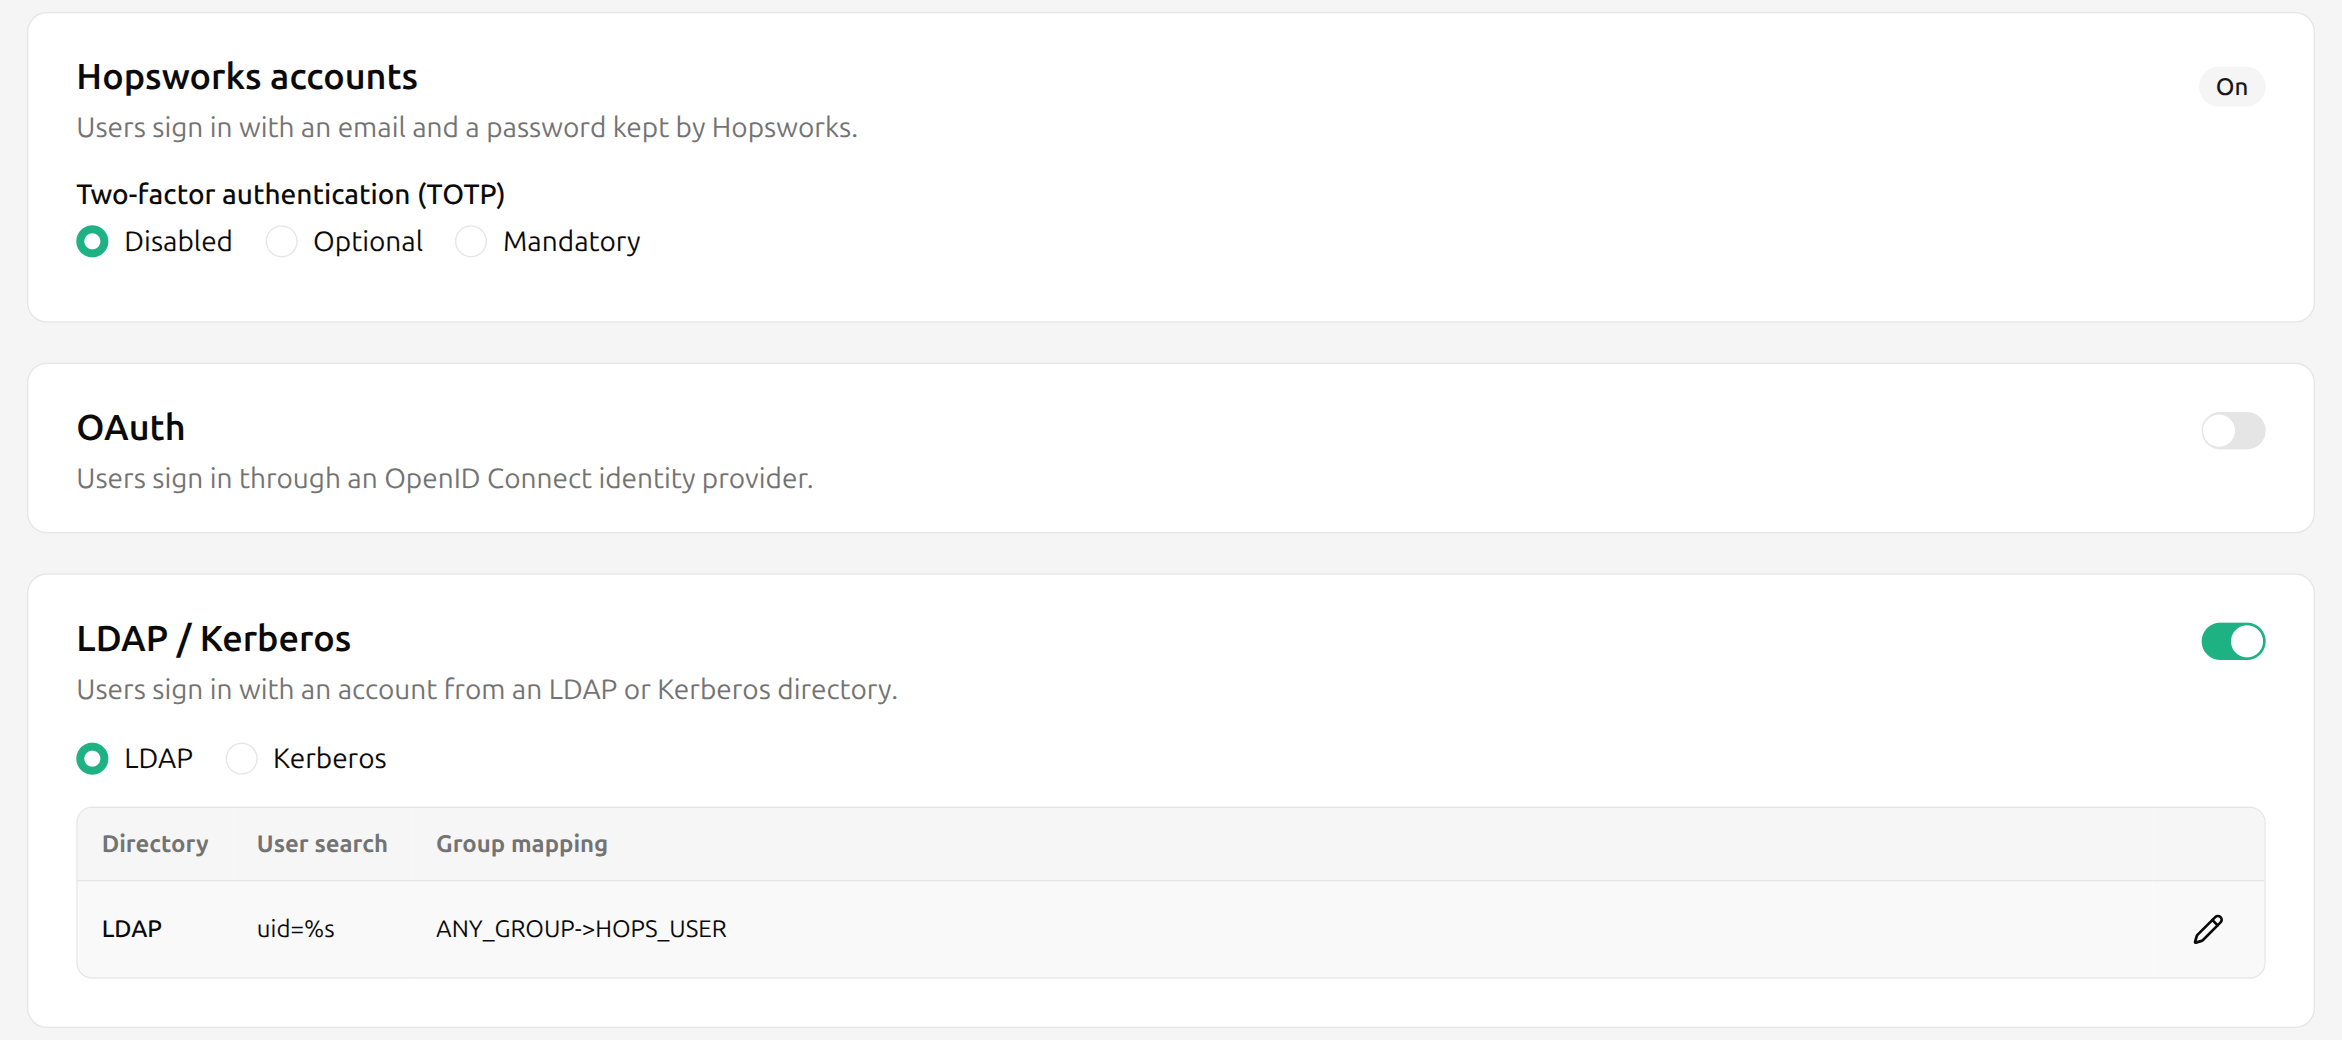 Hopsworks accounts
On
Users sign in with an email and a password kept by Hopsworks.
Two-factor authentication (TOTP)
Disabled Optional Mandatory
OAuth
Users sign in through an OpenID Connect identity provider.
LDAP / Kerberos
Users sign in with an account from an LDAP or Kerberos directory.
LDAP Kerberos
Directory User search Group mapping
LDAP uid=%s ANY_GROUP->HOPS_USER